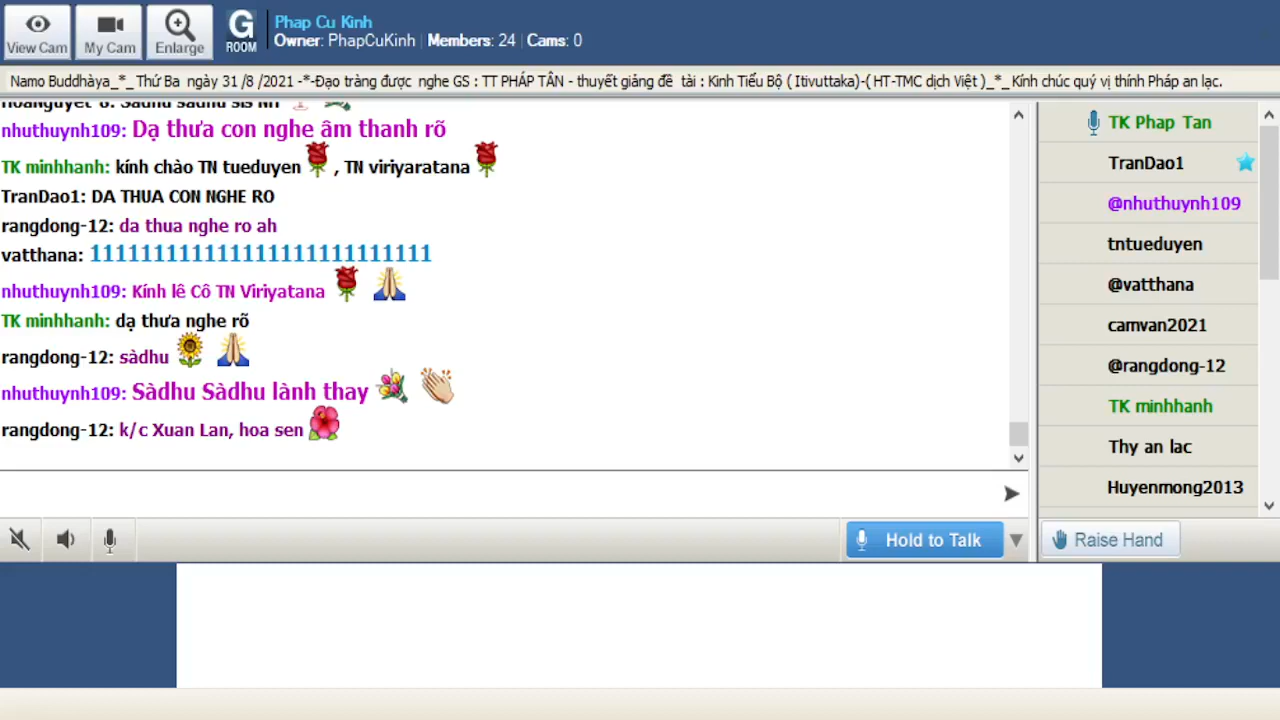 View Cam
My Cam
Enlarge
G
ROOM
Phap Cu Kinh
Owner: PhapCuKinh Members: 24 Cams: 0
Namo Buddhàya_*_Thứ Ba ngày 31 /8 /2021 -*-Đạo tràng được nghe GS : TT PHÁP TÂN - thuyết giảng đề tài : Kinh Tiểu Bộ ( Itivuttaka)-( HT-TMC dịch Việt )_*_Kính chúc quý vị thính Pháp an lạc.
nhuthuynh109: Dạ thưa con nghe âm thanh rõ
TK minhhanh: kính chào TN tueduyen , TN viriyaratana
TranDao1: DA THUA CON NGHE RO
rangdong-12: da thua nghe ro ah
vatthana: 111111111111111111111111111
nhuthuynh109: Kính lê Cô TN Viriyatana
TK minhhanh: dạ thưa nghe rõ
rangdong-12: sàdhu
nhuthuynh109: Sàdhu Sàdhu lành thay
rangdong-12: k/c Xuan Lan, hoa sen
TK Phap Tan
TranDao1
@nhuthuynh109
tntueduyen
@vatthana
camvan2021
@rangdong-12
TK minhhanh
Thy an lac
Huyenmong2013
Hold to Talk
Raise Hand